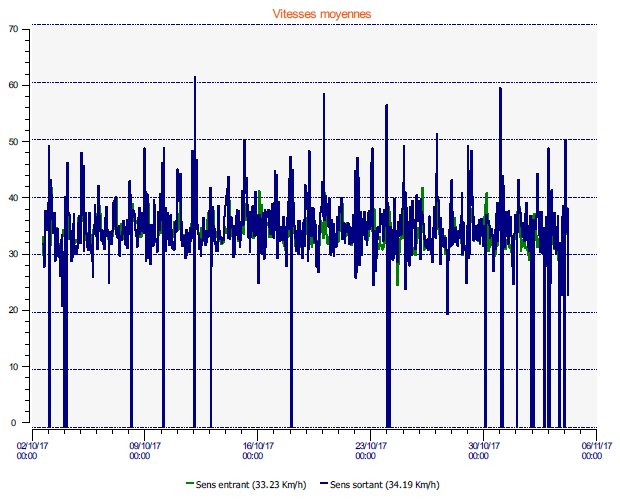 Vitesses moyennes
70
60
50
40
30
20
10
0
02/10/17 09/10/17 16/10/17 23/10/17 30/10/17 06/11/17
00:00 00:00 00:00 00:00 00:00 00:00
Sens entrant (33.23 Km/h) Sens sortant (34.19 Km/h)